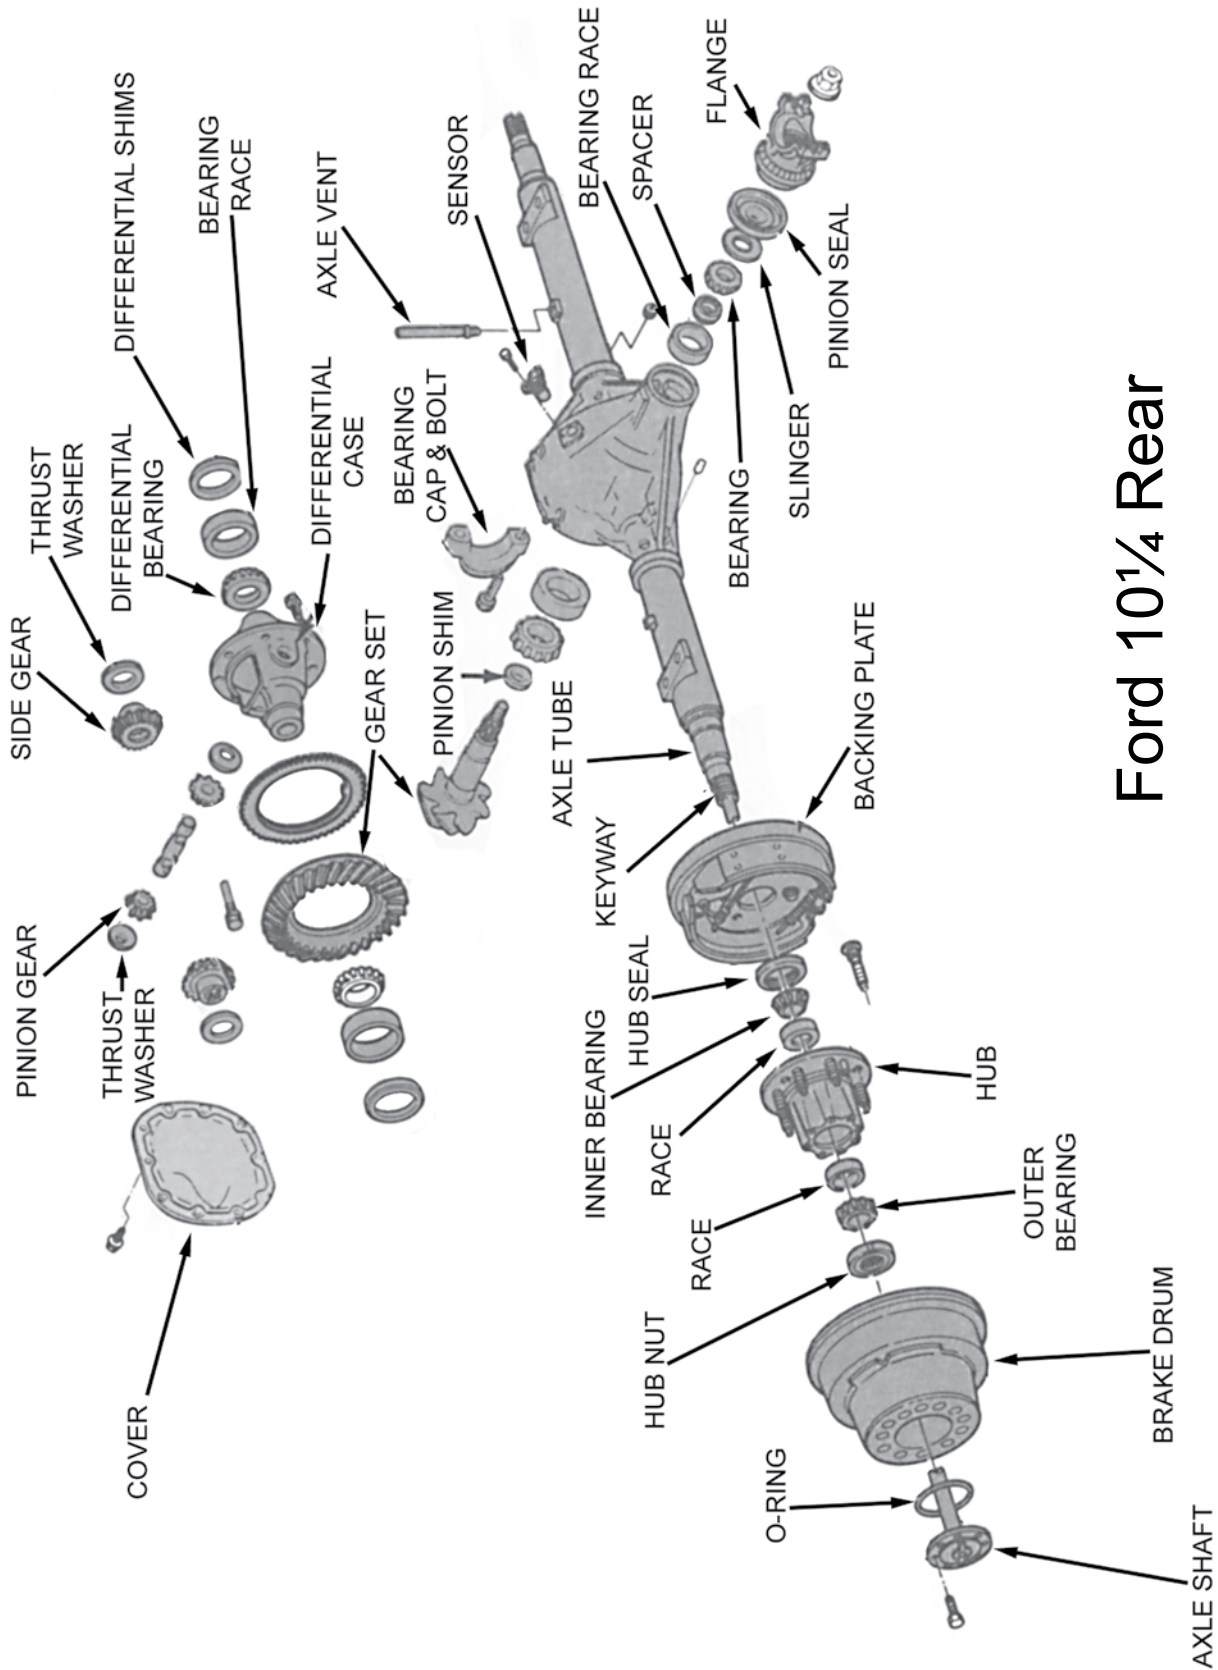 COVER
PINION GEAR
THRUST
WASHER
SIDE GEAR
THRUST
WASHER
DIFFERENTIAL
BEARING
DIFFERENTIAL SHIMS
BEARING
RACE
AXLE VENT
DIFFERENTIAL
CASE
GEAR SET
BEARING
CAP & BOLT
SENSOR
PINION SHIM
AXLE TUBE
BEARING RACE
SPACER
FLANGE
PINION SEAL
SLINGER
BEARING
KEYWAY
BACKING PLATE
HUB SEAL
INNER BEARING
RACE
HUB
RACE
OUTER
BEARING
HUB NUT
BRAKE DRUM
O-RING
AXLE SHAFT
Ford 10¼ Rear